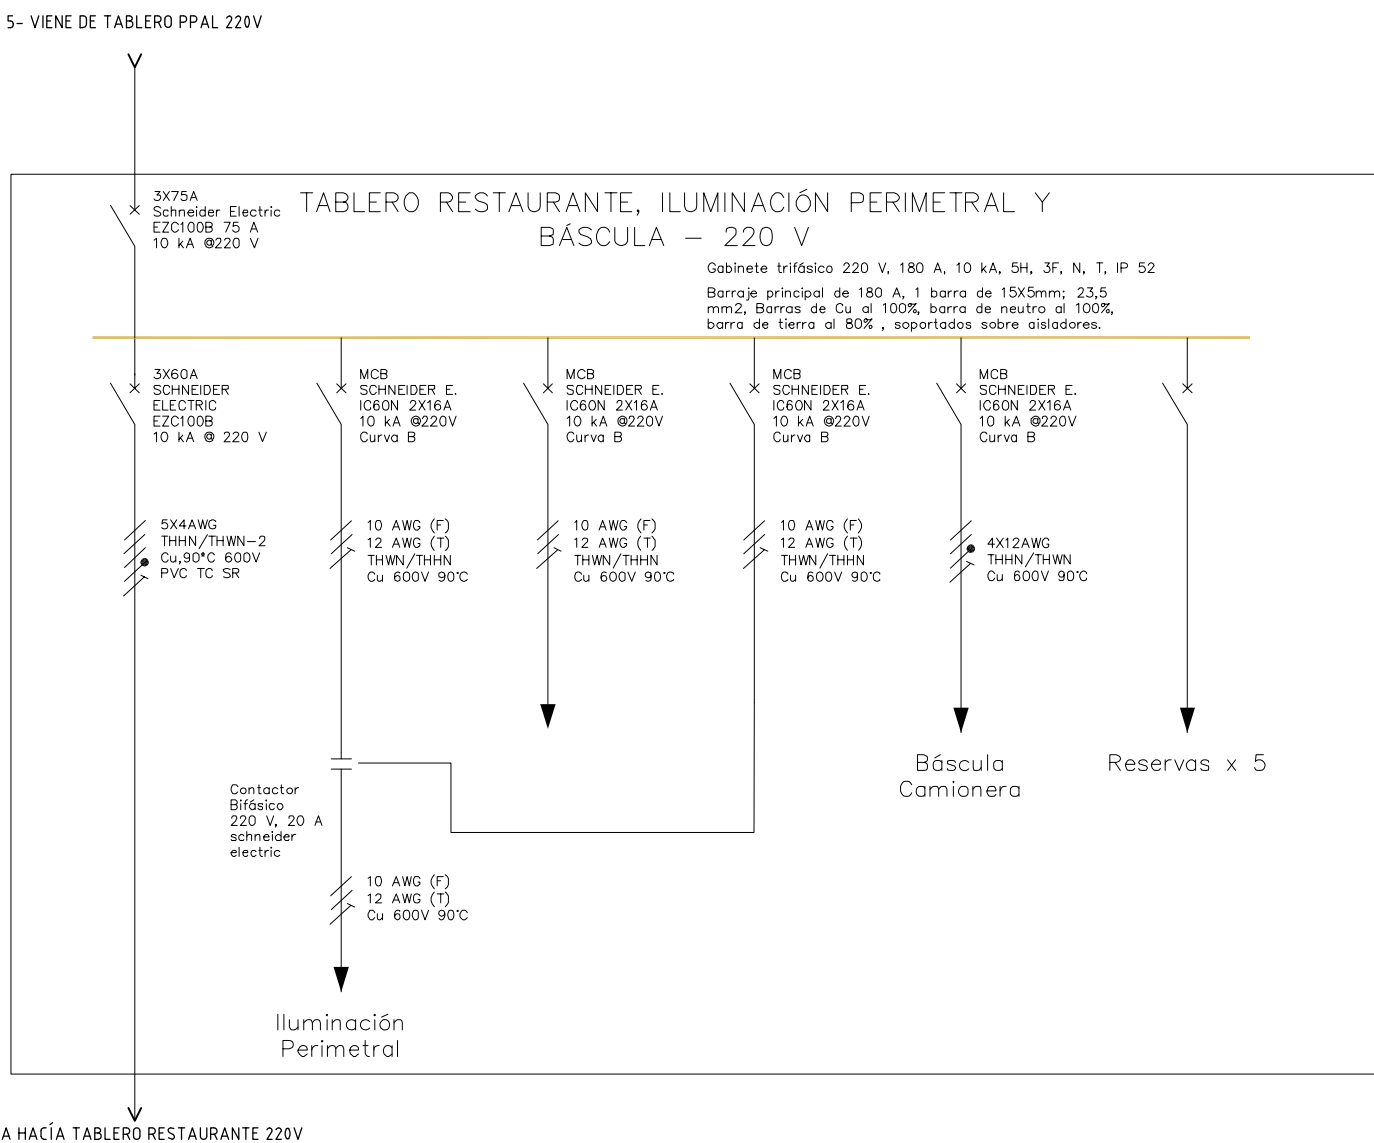 5- VIENE DE TABLERO PPAL 220V
3X75A
Schneider Electric
EZC100B 75 A
10 kA @220 V
TABLERO RESTAURANTE, ILUMINACIÓN PERIMETRAL Y
BÁSCULA – 220 V
Gabinete trifásico 220 V, 180 A, 10 kA, 5H, 3F, N, T, IP 52
Barraje principal de 180 A, 1 barra de 15X5mm; 23,5
mm2, Barras de Cu al 100%, barra de neutro al 100%,
barra de tierra al 80% , soportados sobre aisladores.
3X60A
SCHNEIDER
ELECTRIC
EZC100B
10 kA @ 220 V
MCB
SCHNEIDER E.
IC60N 2X16A
10 kA @220V
Curva B
MCB
SCHNEIDER E.
IC60N 2X16A
10 kA @220V
Curva B
MCB
SCHNEIDER E.
IC60N 2X16A
10 kA @220V
Curva B
MCB
SCHNEIDER E.
IC60N 2X16A
10 kA @220V
Curva B
5X4AWG
THHN/THWN-2
Cu,90°C 600V
PVC TC SR
10 AWG (F)
12 AWG (T)
THWN/THHN
Cu 600V 90°C
10 AWG (F)
12 AWG (T)
THWN/THHN
Cu 600V 90°C
10 AWG (F)
12 AWG (T)
THWN/THHN
Cu 600V 90°C
4X12AWG
THHN/THWN
Cu 600V 90°C
Báscula
Camionera
Reservas x 5
Contactor
Bifásico
220 V, 20 A
schneider
electric
10 AWG (F)
12 AWG (T)
Cu 600V 90°C
Iluminación
Perimetral
A HACÍA TABLERO RESTAURANTE 220V